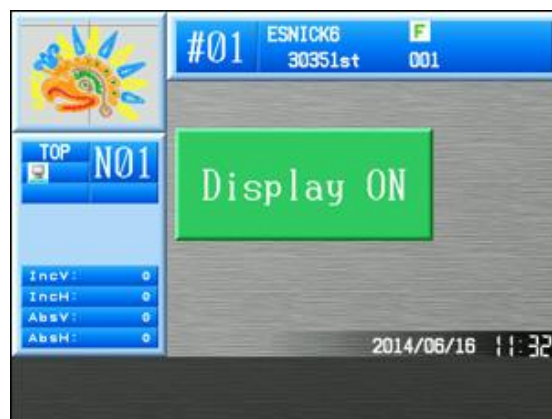 #01
ESNICK6 F
30351st 001
TOP
N01
Display ON
IncV: 0
IncH: 0
AbsV: 0
AbsH: 0
2014/06/16 11:32